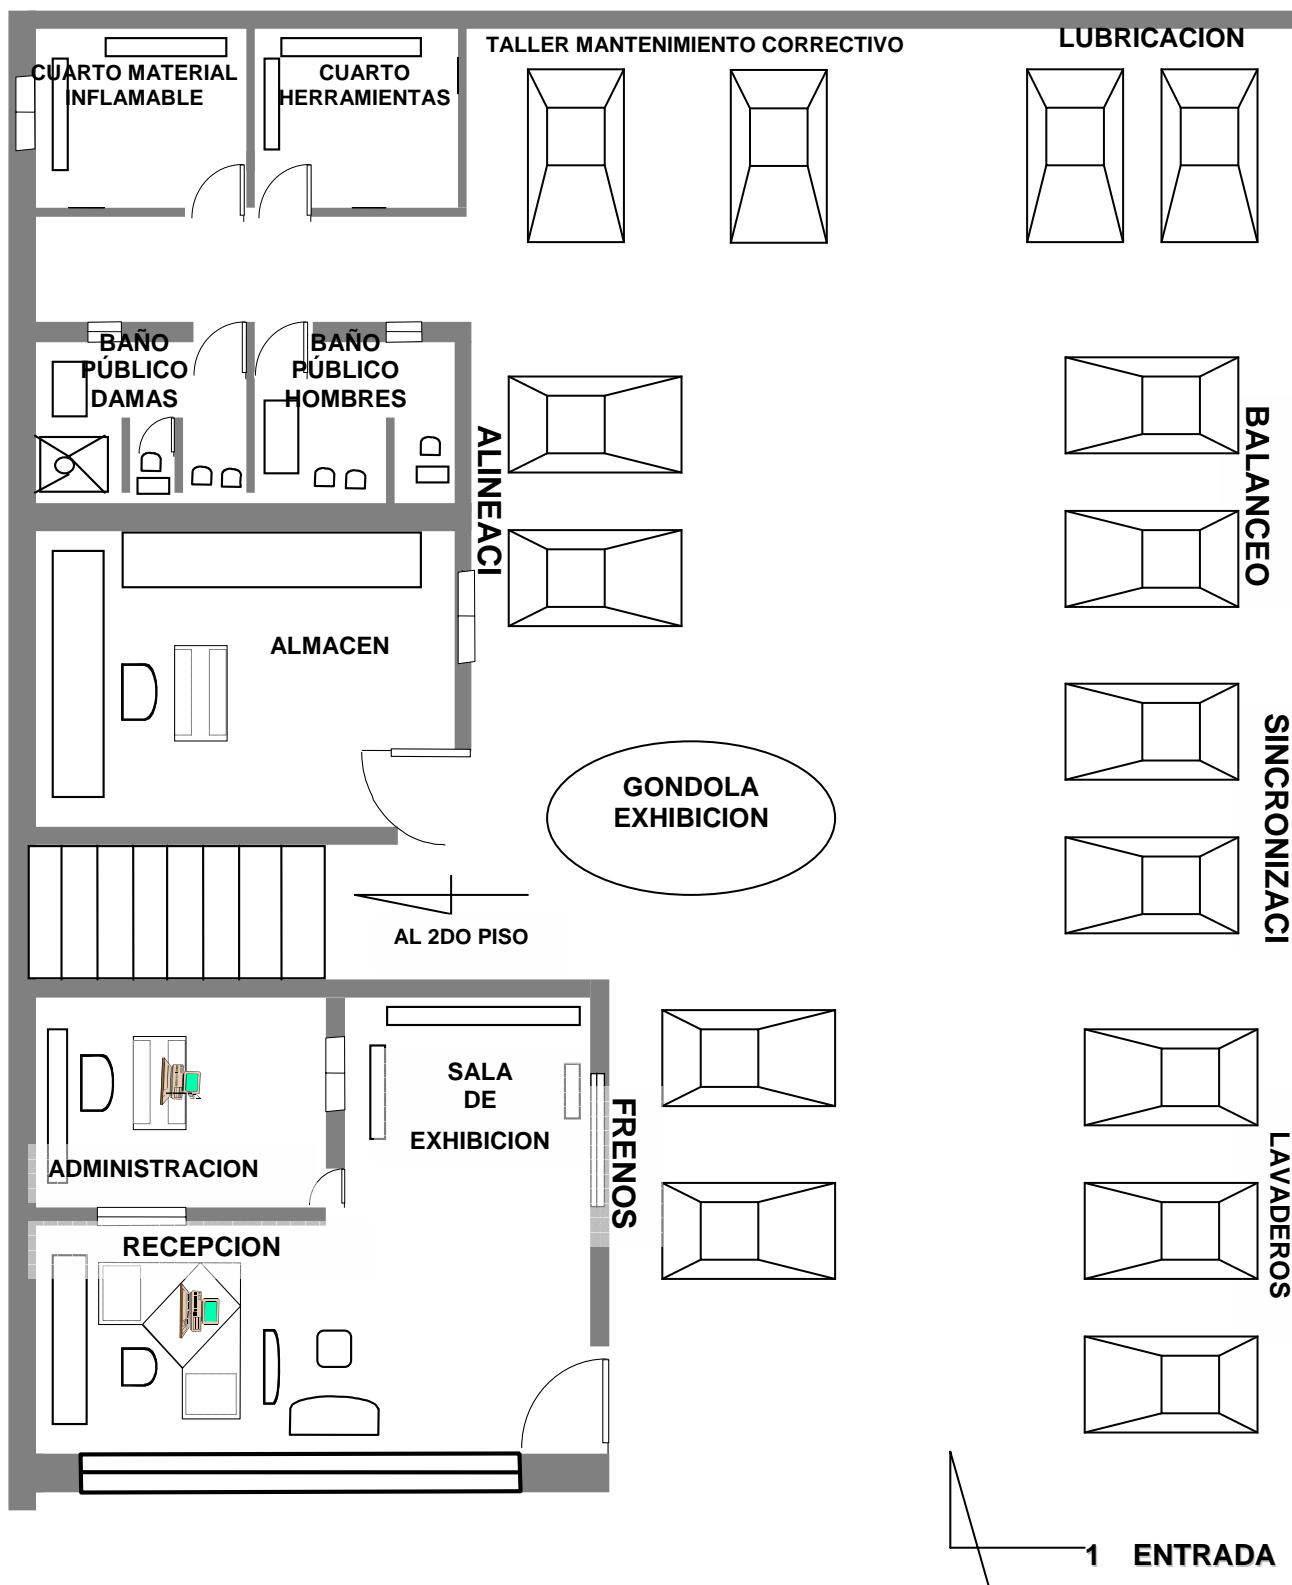 TALLER MANTENIMIENTO CORRECTIVO
LUBRICACION
CUARTO MATERIAL
INFLAMABLE
CUARTO
HERRAMIENTAS
BAÑO
PÚBLICO
DAMAS
BAÑO
PÚBLICO
HOMBRES
ALINEACI
BALANCEO
ALMACEN
GONDOLA
EXHIBICION
SINCRONIZACI
AL 2DO PISO
SALA
DE
EXHIBICION
ADMINISTRACION
FRENOS
LAVADEROS
RECEPCION
1 ENTRADA